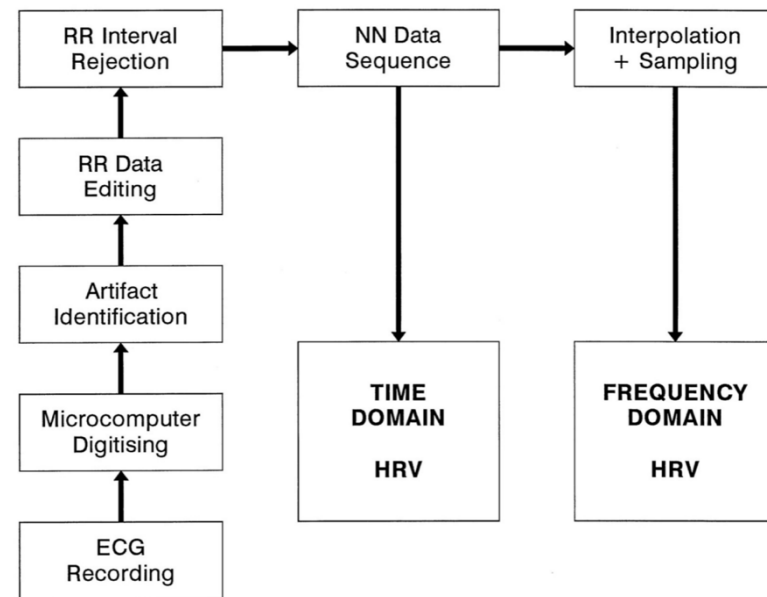 RR Interval
Rejection
NN Data
Sequence
Interpolation
+ Sampling
RR Data
Editing
Artifact
Identification
Microcomputer
Digitising
ECG
Recording
TIME
DOMAIN
HRV
FREQUENCY
DOMAIN
HRV